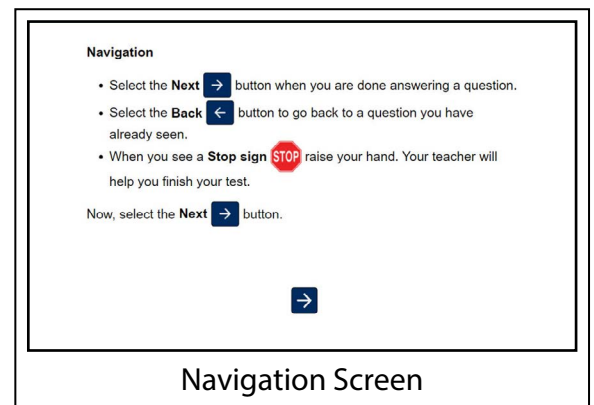 Navigation
• Select the Next → button when you are done answering a question.
• Select the Back ← button to go back to a question you have
already seen.
• When you see a Stop sign STOP raise your hand. Your teacher will
help you finish your test.
Now, select the Next → button.
→
Navigation Screen